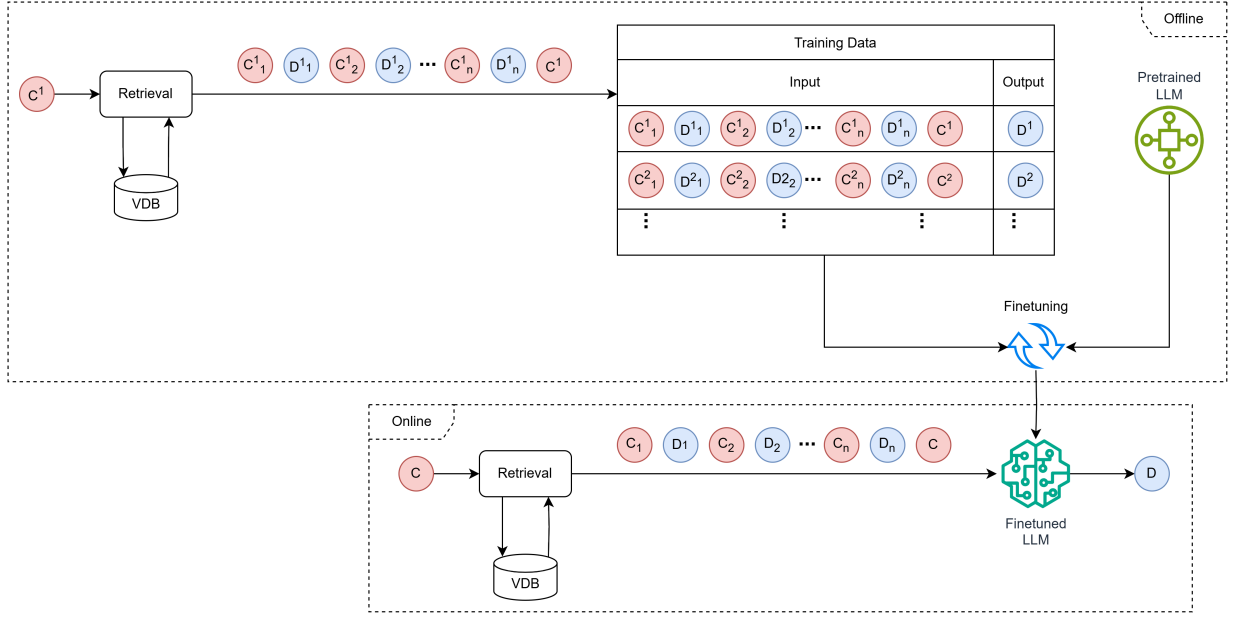 Offline
Training Data
C¹₁ D¹₁ C¹₂ D¹₂ ... C¹ₙ D¹ₙ C¹
Input Output
Pretrained
LLM
C¹ Retrieval
C¹₁ D¹₁ C¹₂ D¹₂ ... C¹ₙ D¹ₙ C¹ D¹
C²₁ D²₁ C²₂ D2₂ ... C²ₙ D²ₙ C² D²
VDB
Finetuning
Online
C₁ D1 C₂ D₂ ... Cₙ Dₙ C
C Retrieval D
Finetuned
LLM
VDB